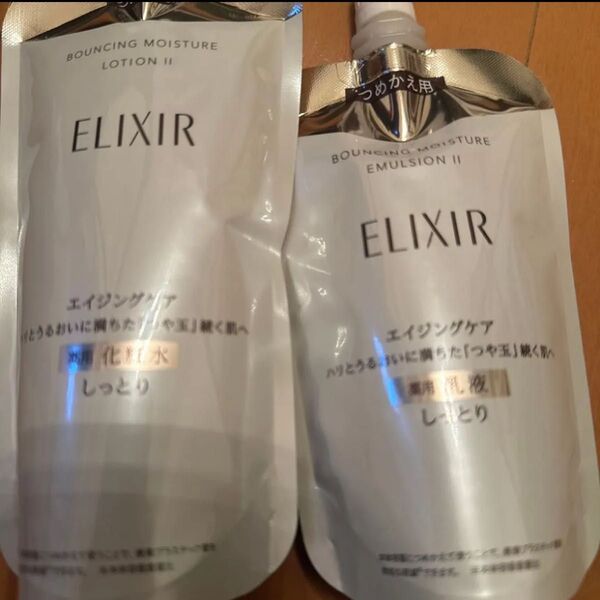 BOUNCING MOISTURE
LOTION II
ELIXIR
エイジングケア
ハリとうるおいに満ちた「つや玉」続く肌へ
薬用 化粧水
しっとり
つめかえ用
BOUNCING MOISTURE
EMULSION II
ELIXIR
エイジングケア
ハリとうるおいに満ちた「つや玉」続く肌へ
薬用 乳液
しっとり